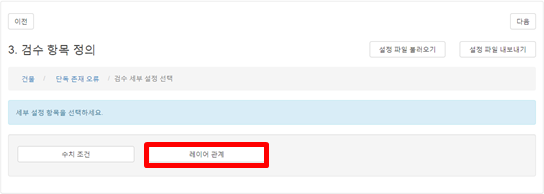 이전 다음
3. 검수 항목 정의 설정 파일 불러오기 설정 파일 내보내기
건물 / 단독 존재 오류 / 검수 세부 설정 선택
세부 설정 항목을 선택하세요.
수치 조건 레이어 관계